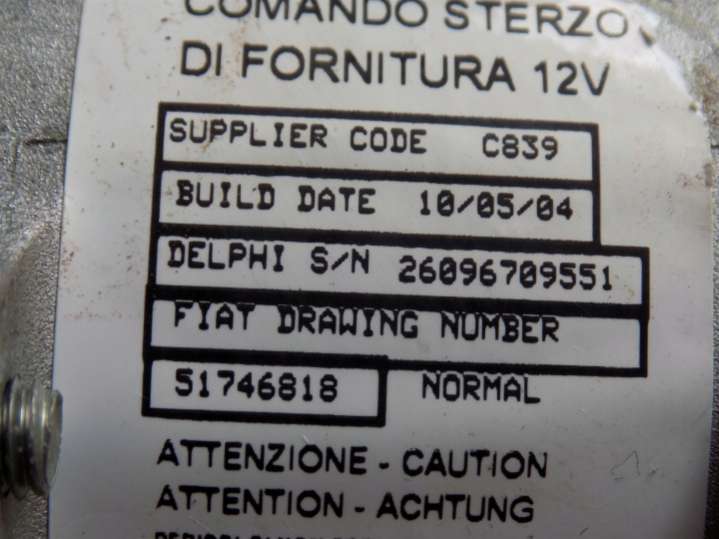 COMANDO STERZO
DI FORNITURA 12V
SUPPLIER CODE C839
BUILD DATE 10/05/04
DELPHI S/N 26096709551
FIAT DRAWING NUMBER
51746818 NORMAL
ATTENZIONE - CAUTION
ATTENTION - ACHTUNG